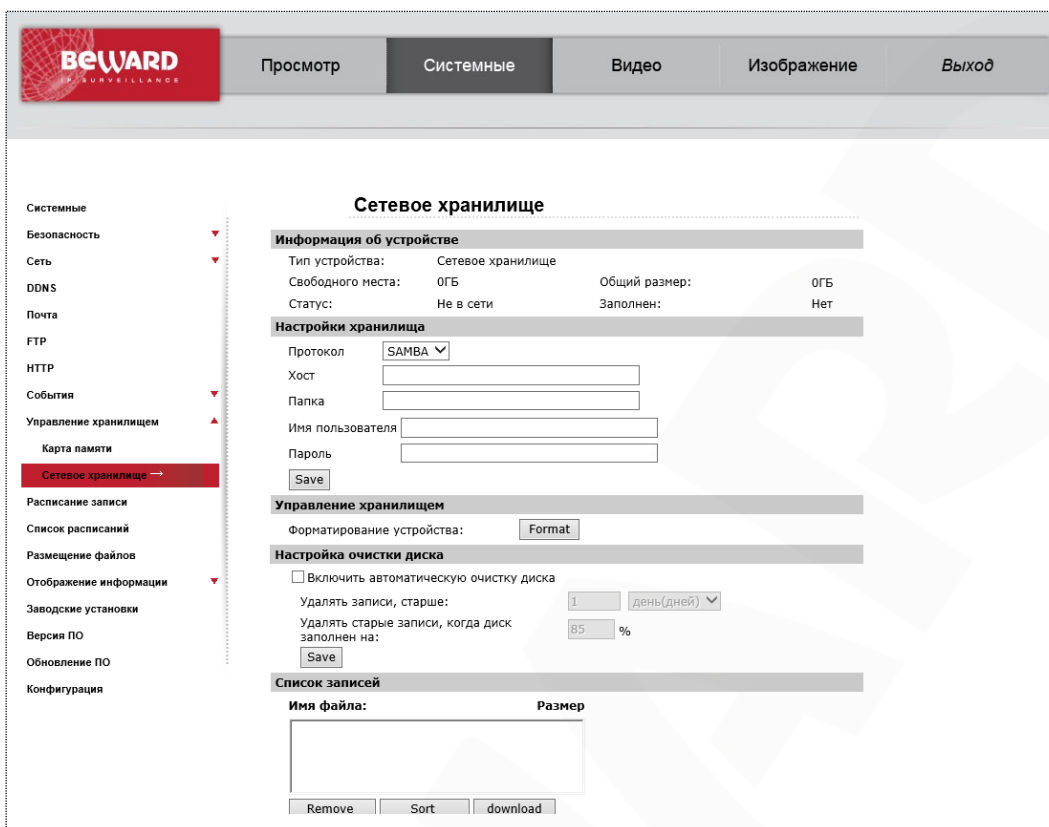 BEWARD
IP SURVEILLANCE
Просмотр Системные Видео Изображение Выход
Системные
Безопасность
Сеть
DDNS
Почта
FTP
HTTP
События
Управление хранилищем
Карта памяти
Сетевое хранилище →
Расписание записи
Список расписаний
Размещение файлов
Отображение информации
Заводские установки
Версия ПО
Обновление ПО
Конфигурация
Сетевое хранилище
Информация об устройстве
Тип устройства: Сетевое хранилище
Свободного места: 0ГБ Общий размер: 0ГБ
Статус: Не в сети Заполнен: Нет
Настройки хранилища
Протокол SAMBA
Хост
Папка
Имя пользователя
Пароль
Save
Управление хранилищем
Форматирование устройства: Format
Настройка очистки диска
Включить автоматическую очистку диска
Удалять записи, старше: 1 день(дней)
Удалять старые записи, когда диск
заполнен на: 85 %
Save
Список записей
Имя файла: Размер
Remove Sort download